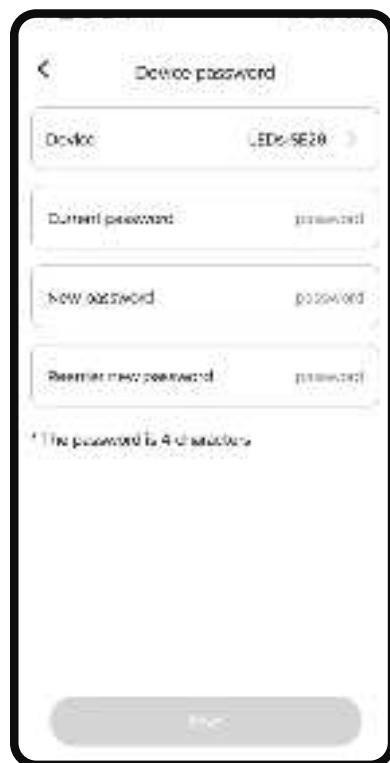 Device password
Device LEDs-5E20
Current password password
New password password
Reenter new password password
* The password is 4 characters